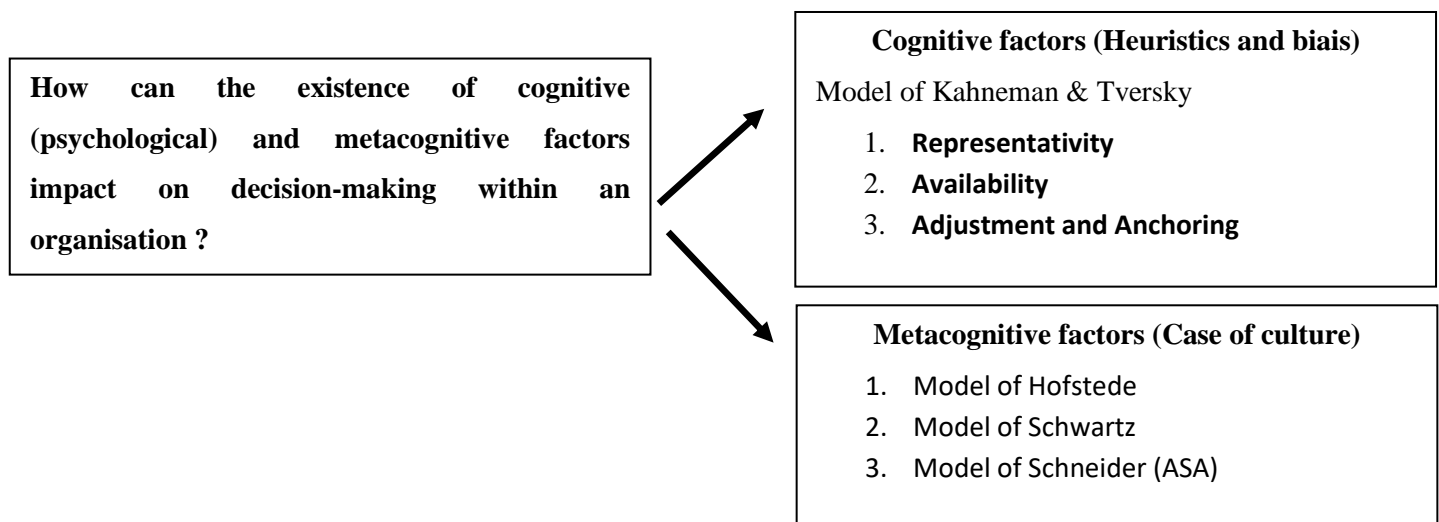 How can the existence of cognitive
(psychological) and metacognitive factors
impact on decision-making within an
organisation ?
Cognitive factors (Heuristics and biais)
Model of Kahneman & Tversky
1. Representativity
2. Availability
3. Adjustment and Anchoring
Metacognitive factors (Case of culture)
1. Model of Hofstede
2. Model of Schwartz
3. Model of Schneider (ASA)